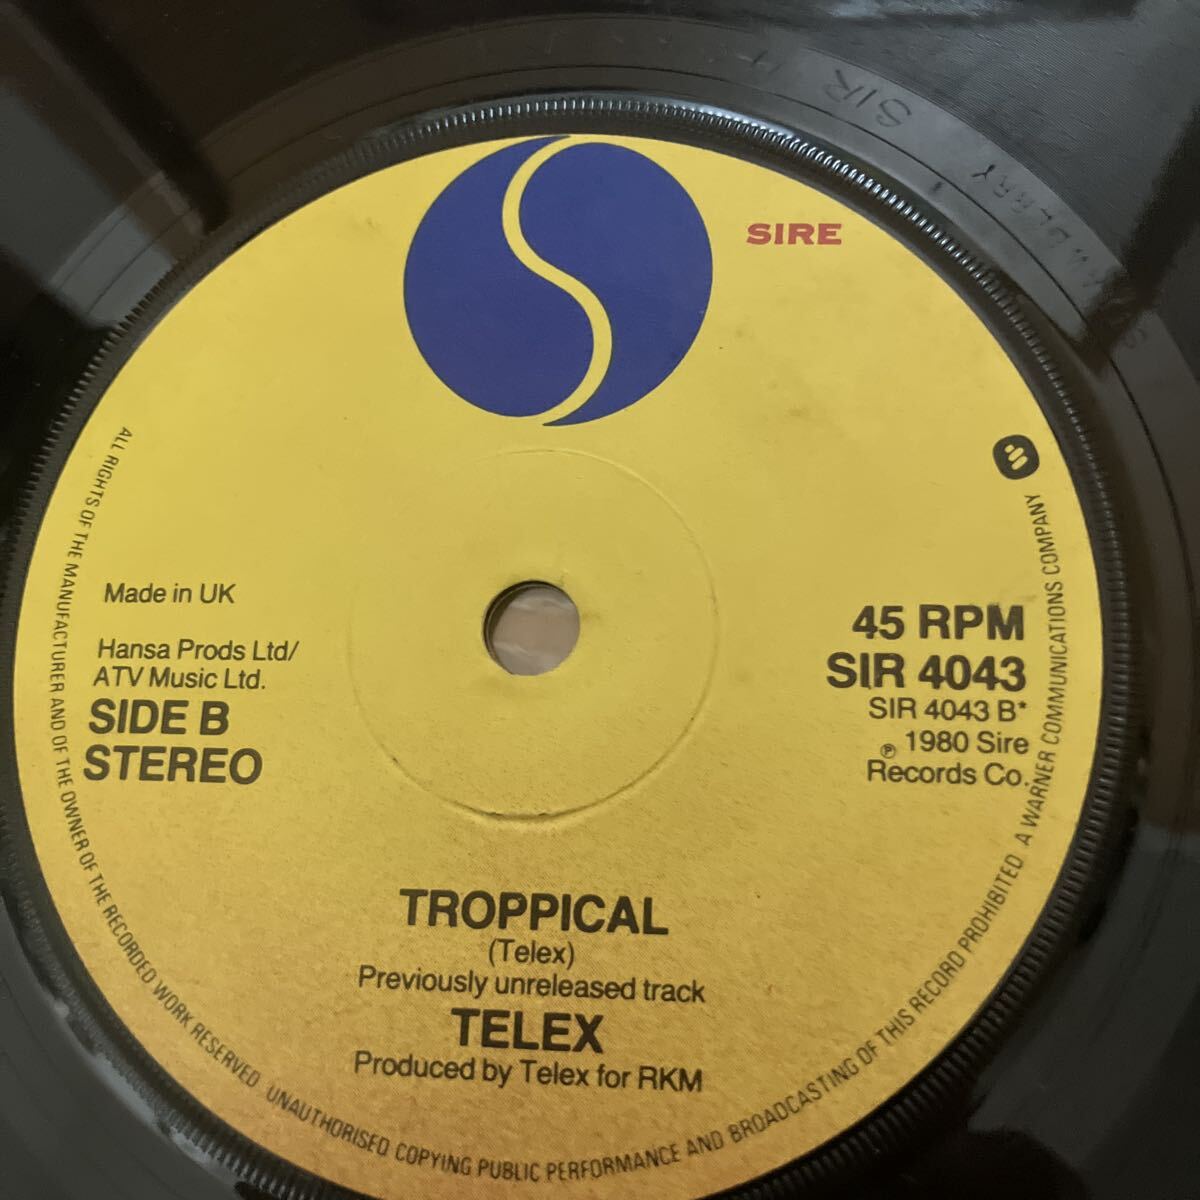 SIRE
Made in UK
Hansa Prods Ltd/
ATV Music Ltd.
SIDE B
STEREO
45 RPM
SIR 4043
SIR 4043 B*
℗ 1980 Sire
Records Co.
TROPPICAL
(Telex)
Previously unreleased track
TELEX
Produced by Telex for RKM
ALL RIGHTS OF THE MANUFACTURER AND OF THE OWNER OF THE RECORDED WORK RESERVED UNAUTHORISED COPYING PUBLIC PERFORMANCE AND BROADCASTING OF THIS RECORD PROHIBITED A WARNER COMMUNICATIONS COMPANY
SIR